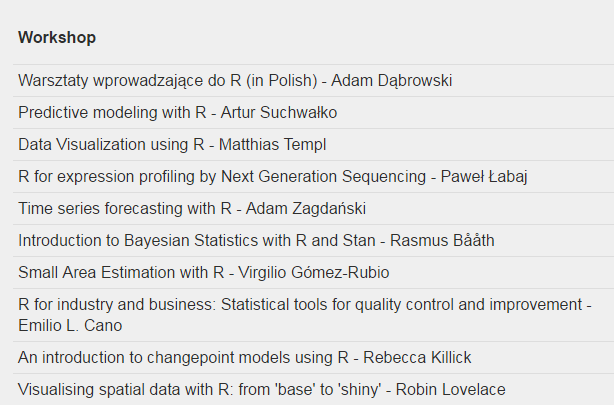 Workshop
Warsztaty wprowadzające do R (in Polish) - Adam Dąbrowski
Predictive modeling with R - Artur Suchwałko
Data Visualization using R - Matthias Templ
R for expression profiling by Next Generation Sequencing - Paweł Łabaj
Time series forecasting with R - Adam Zagdański
Introduction to Bayesian Statistics with R and Stan - Rasmus Bååth
Small Area Estimation with R - Virgilio Gómez-Rubio
R for industry and business: Statistical tools for quality control and improvement -
Emilio L. Cano
An introduction to changepoint models using R - Rebecca Killick
Visualising spatial data with R: from 'base' to 'shiny' - Robin Lovelace